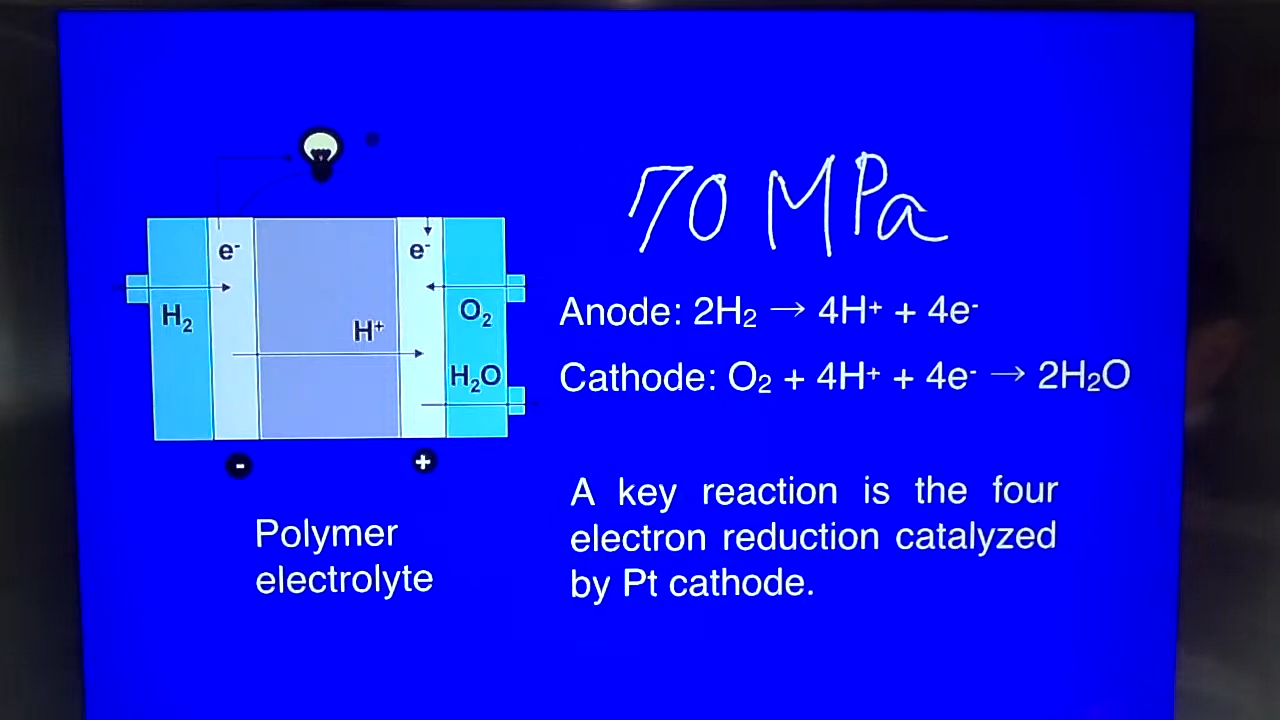 70 MPa
e-
e-
H2
O2
H+
H2O
-
+
Polymer
electrolyte
Anode: 2H2 → 4H+ + 4e-
Cathode: O2 + 4H+ + 4e- → 2H2O
A key reaction is the four
electron reduction catalyzed
by Pt cathode.